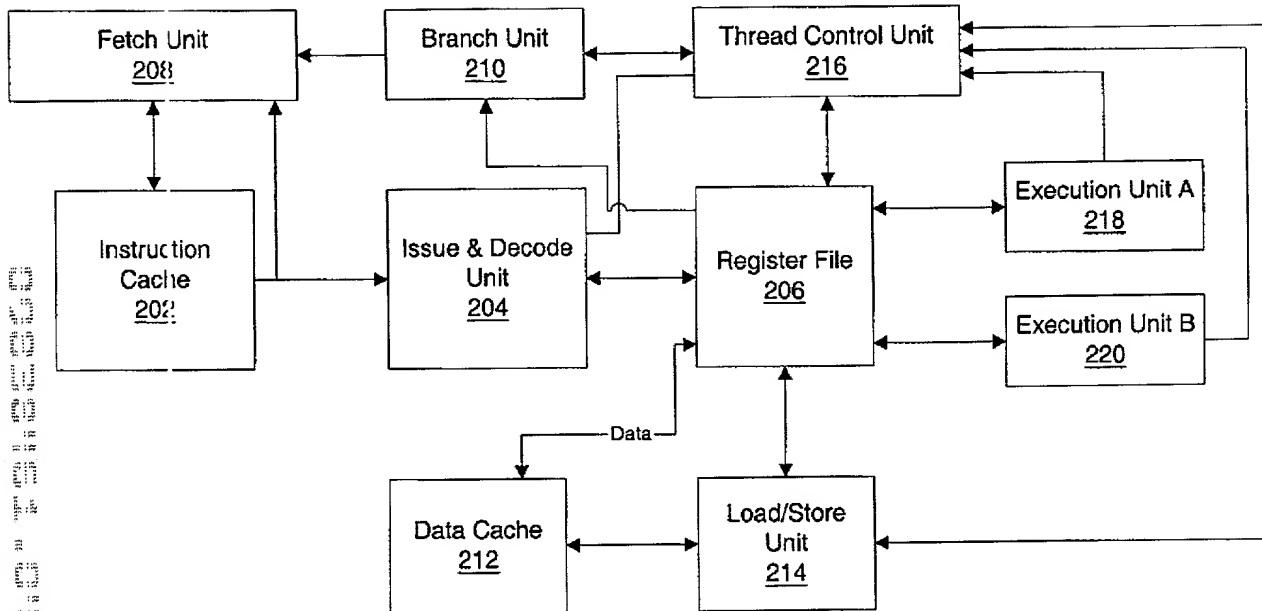 Fetch Unit
208
Branch Unit
210
Thread Control Unit
216
Instruction
Cache
202
Issue & Decode
Unit
204
Register File
206
Execution Unit A
218
Execution Unit B
220
Data
Data Cache
212
Load/Store
Unit
214